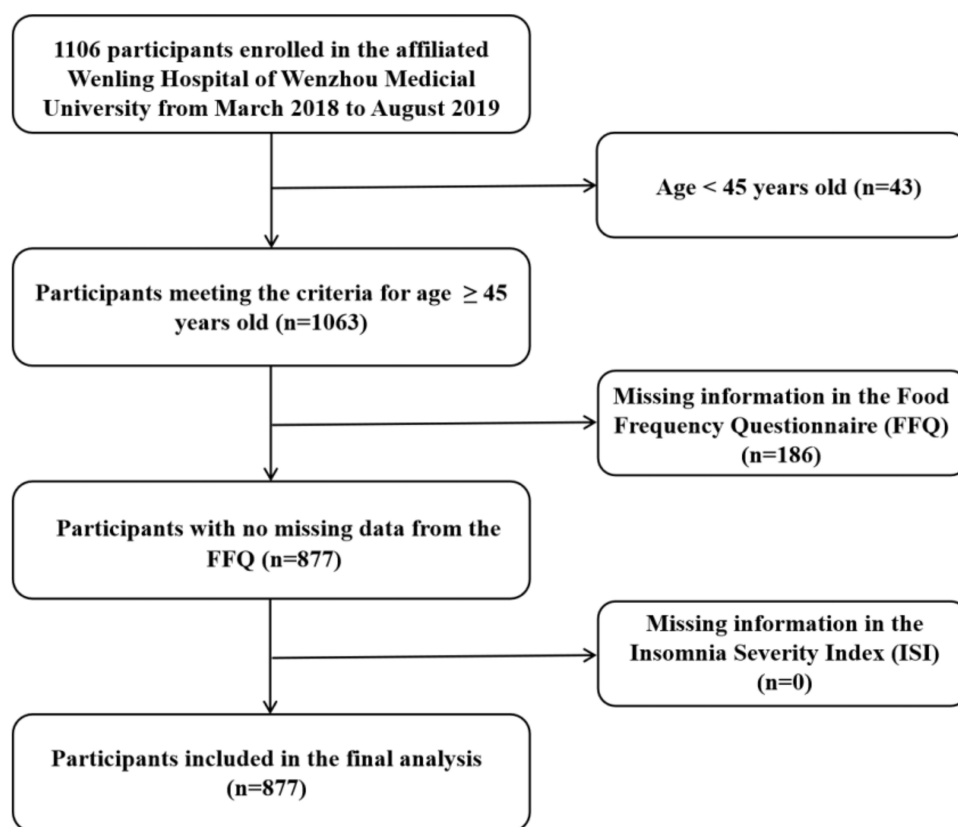 1106 participants enrolled in the affiliated
Wenling Hospital of Wenzhou Medicial
University from March 2018 to August 2019
Age < 45 years old (n=43)
Participants meeting the criteria for age ≥ 45
years old (n=1063)
Missing information in the Food
Frequency Questionnaire (FFQ)
(n=186)
Participants with no missing data from the
FFQ (n=877)
Missing information in the
Insomnia Severity Index (ISI)
(n=0)
Participants included in the final analysis
(n=877)